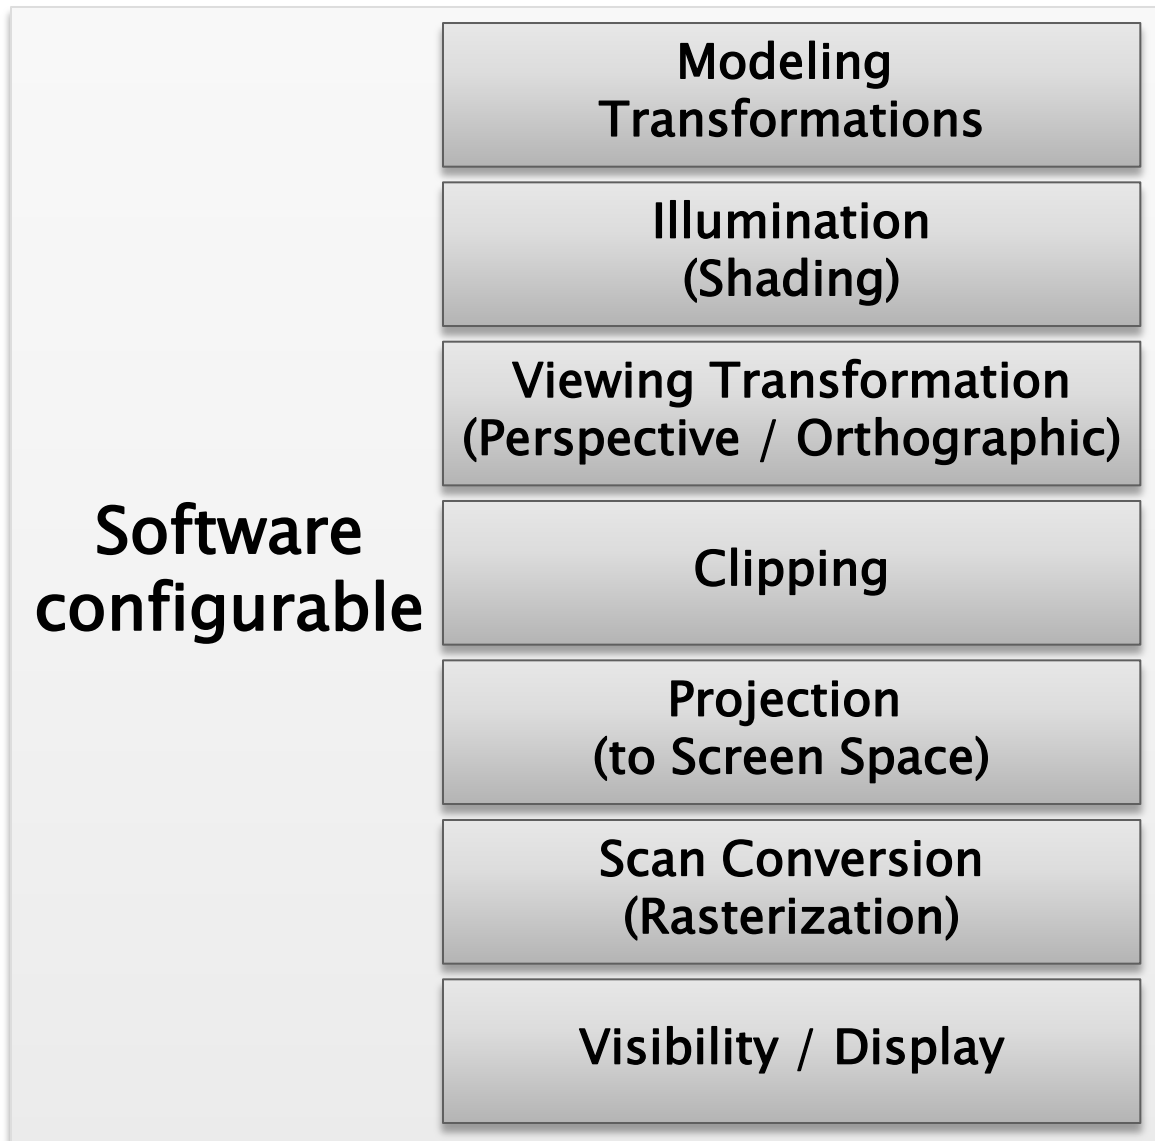 Software
configurable
Modeling
Transformations
Illumination
(Shading)
Viewing Transformation
(Perspective / Orthographic)
Clipping
Projection
(to Screen Space)
Scan Conversion
(Rasterization)
Visibility / Display